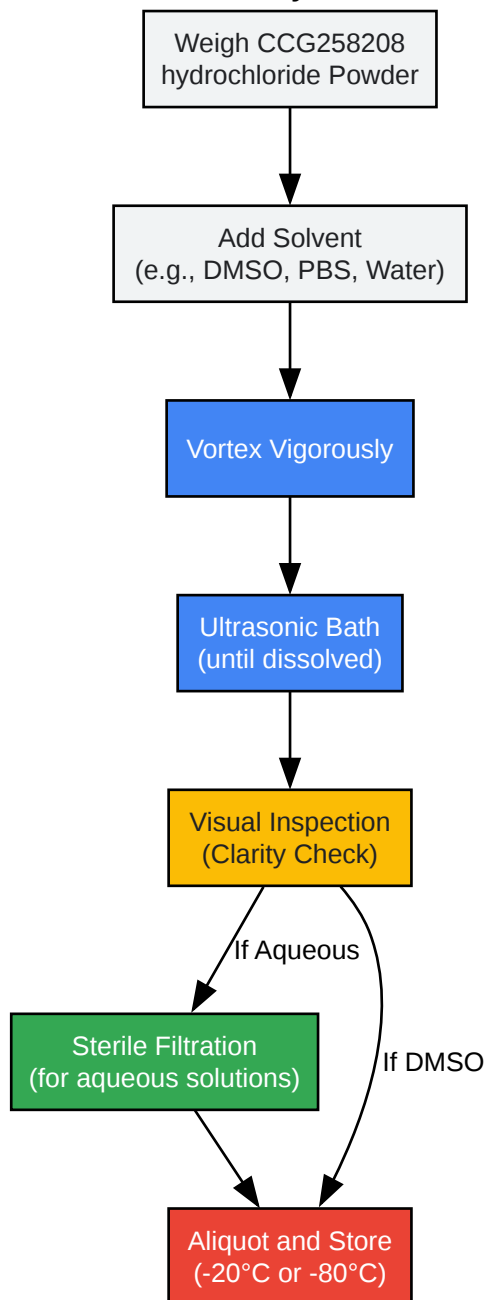 Weigh CCG258208
hydrochloride Powder
Add Solvent
(e.g., DMSO, PBS, Water)
Vortex Vigorously
Ultrasonic Bath
(until dissolved)
Visual Inspection
(Clarity Check)
If Aqueous
Sterile Filtration
(for aqueous solutions)
If DMSO
Aliquot and Store
(-20°C or -80°C)